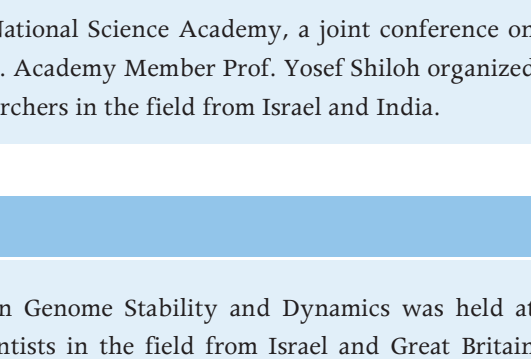 National Science Academy, a joint conference on
. Academy Member Prof. Yosef Shiloh organized
rchers in the field from Israel and India.
n Genome Stability and Dynamics was held at
ntists in the field from Israel and Great Britain